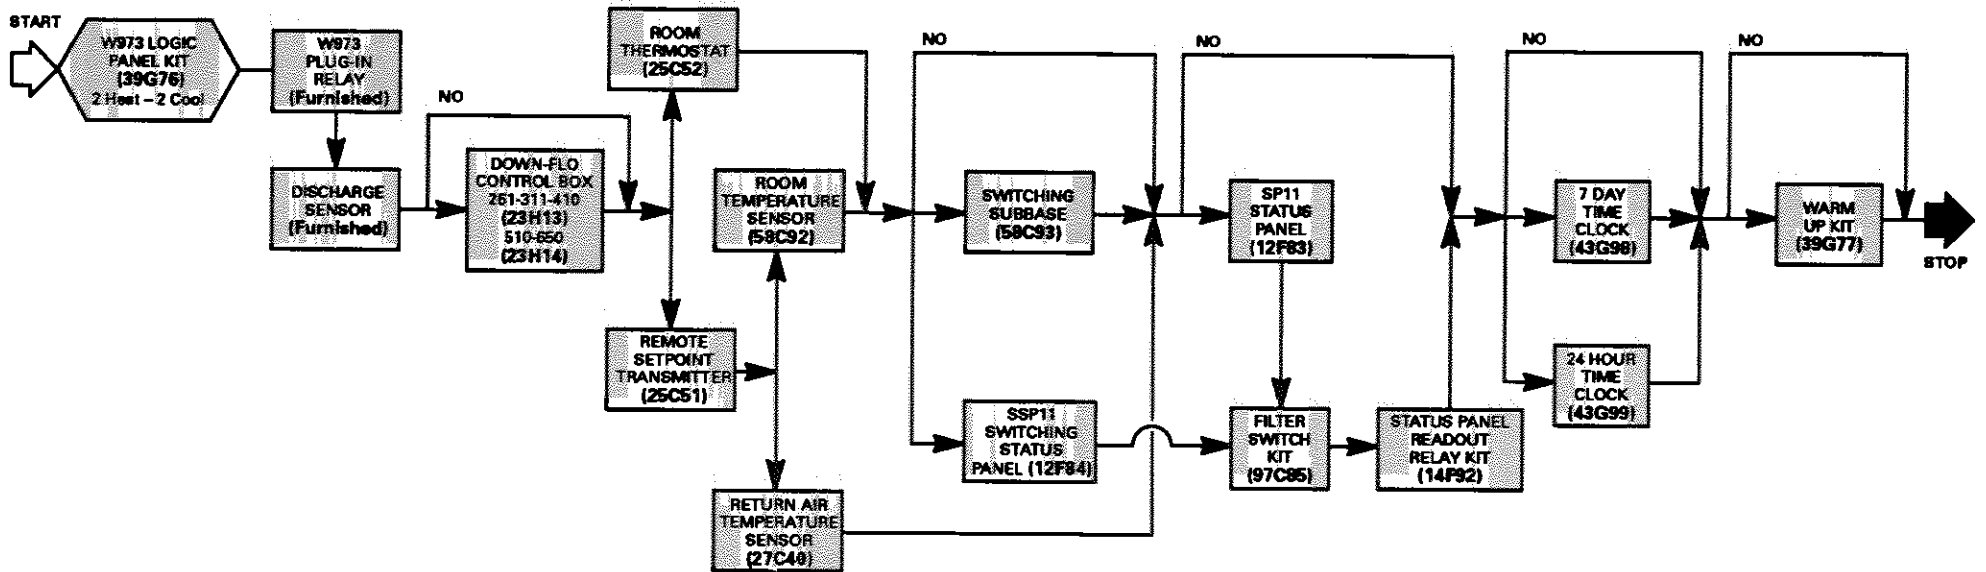 START
W973 LOGIC
PANEL KIT
(39G76)
2 Heat – 2 Cool
W973
PLUG-IN
RELAY
(Furnished)
DISCHARGE
SENSOR
(Furnished)
NO
DOWN-FLO
CONTROL BOX
261-311-410
(23H13)
510-650
(23H14)
ROOM
THERMOSTAT
(25C52)
REMOTE
SETPOINT
TRANSMITTER
(25C51)
ROOM
TEMPERATURE
SENSOR
(58C92)
RETURN AIR
TEMPERATURE
SENSOR
(27C40)
NO
SWITCHING
SUBBASE
(58C93)
SSP11
SWITCHING
STATUS
PANEL (12F84)
NO
SP11
STATUS
PANEL
(12F83)
FILTER
SWITCH
KIT
(97C85)
STATUS PANEL
READOUT
RELAY KIT
(14F92)
NO
7 DAY
TIME
CLOCK
(43G98)
24 HOUR
TIME
CLOCK
(43G99)
NO
WARM
UP KIT
(39G77)
STOP